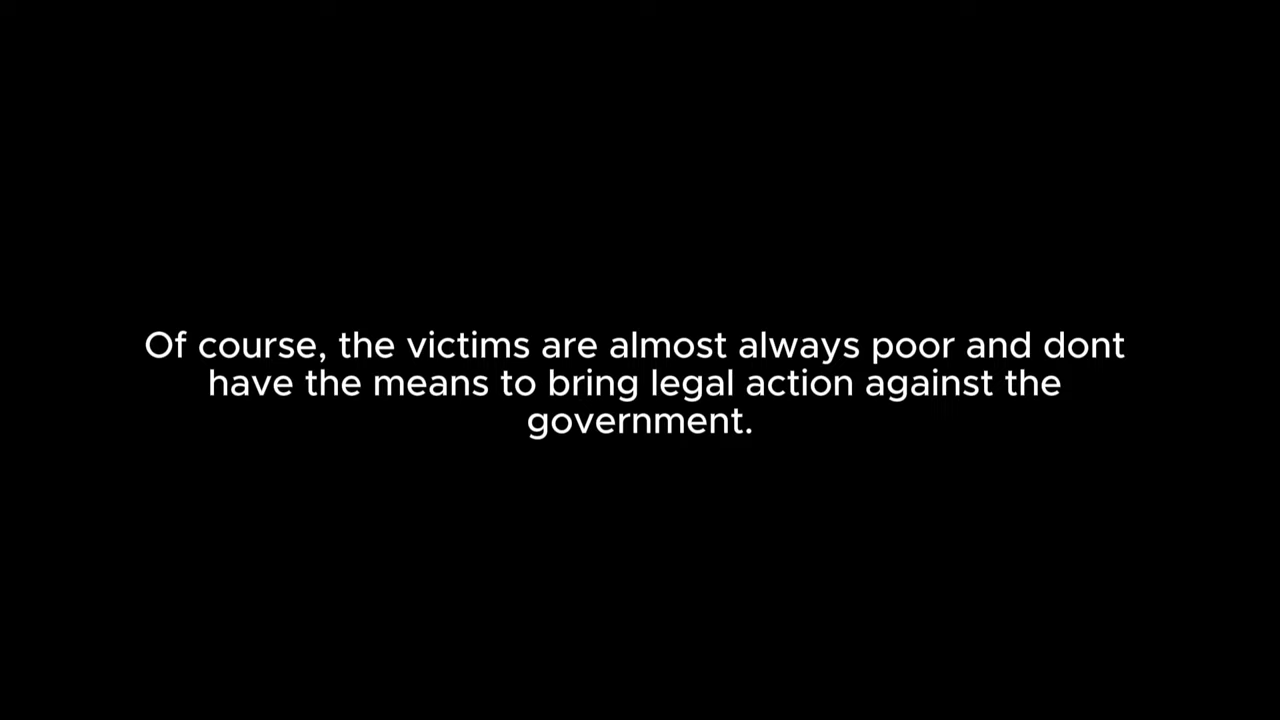 Of course, the victims are almost always poor and dont
have the means to bring legal action against the
government.